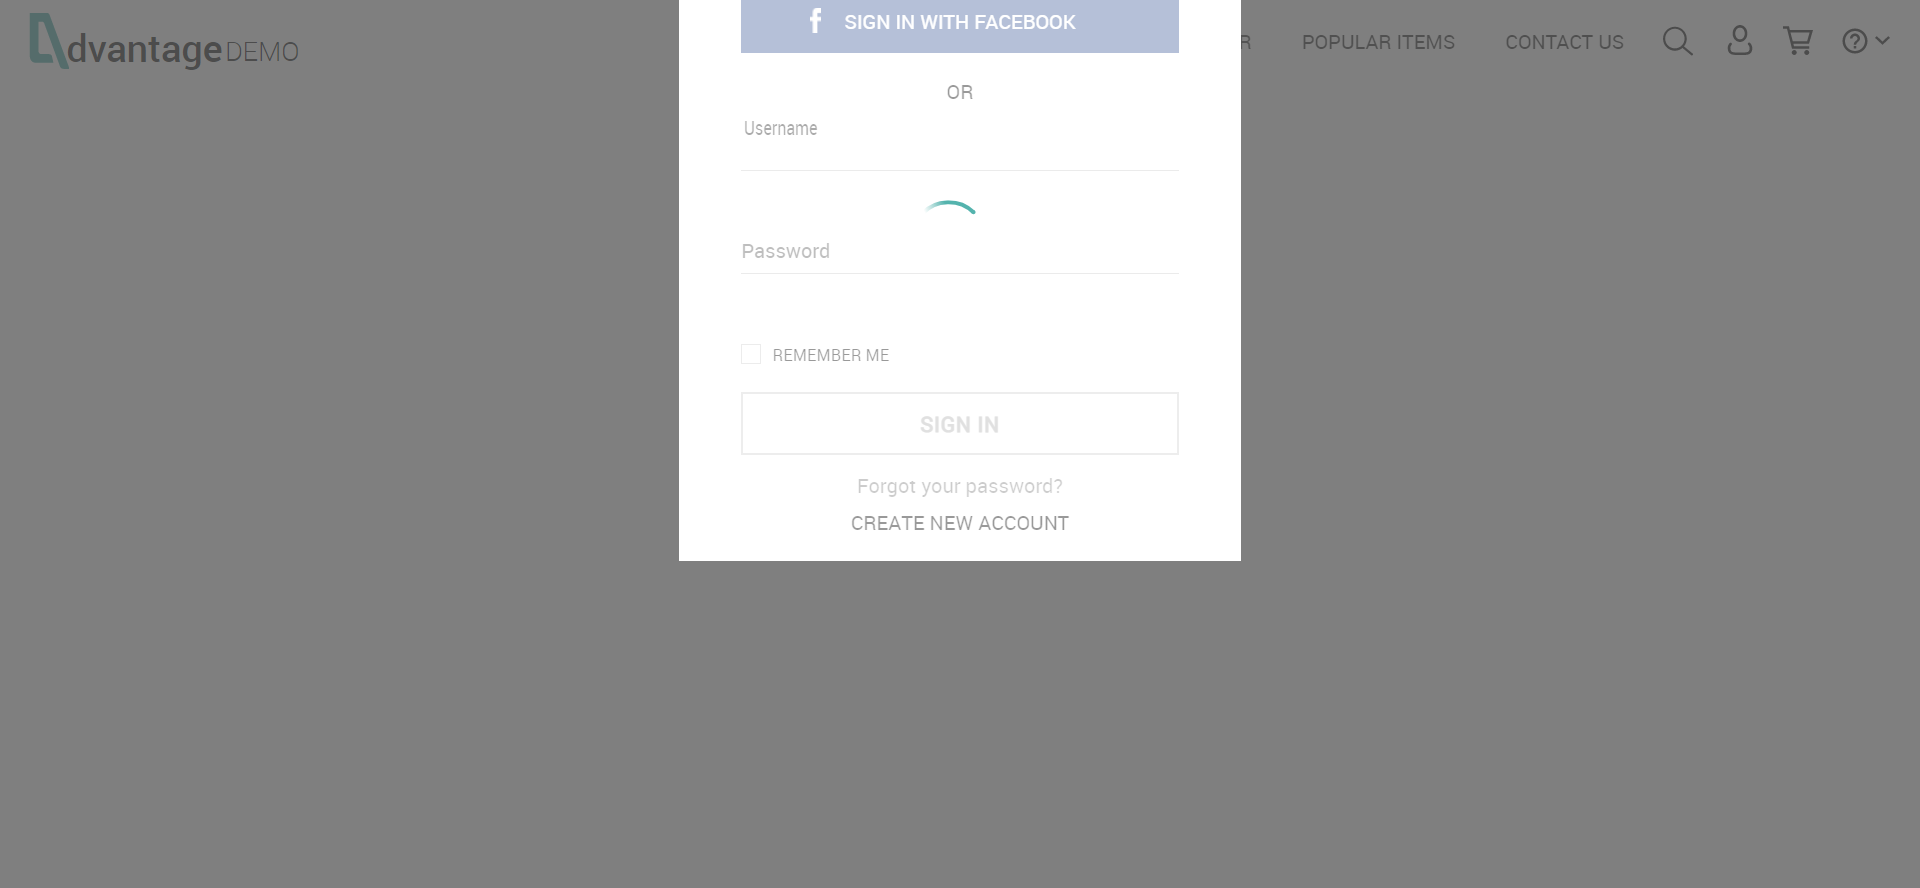 dvantage DEMO
SIGN IN WITH FACEBOOK
R POPULAR ITEMS CONTACT US
OR
Username
Password
REMEMBER ME
SIGN IN
Forgot your password?
CREATE NEW ACCOUNT